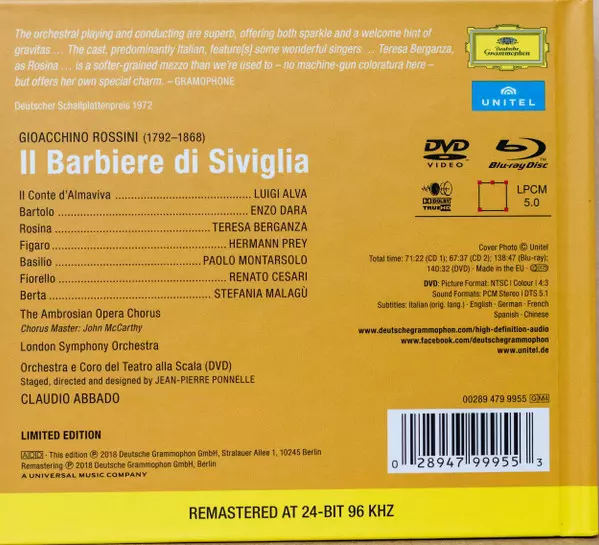 The orchestral playing and conducting are superb, offering both sparkle and a welcome hint of
gravitas … The cast, predominantly Italian, feature[s] some wonderful singers … Teresa Berganza,
as Rosina …. is a softer-grained mezzo than we're used to – no machine-gun coloratura here –
but offers her own special charm. – GRAMOPHONE
Deutscher Schallplattenpreis 1972
Deutsche
Grammophon
UNITEL
GIOACCHINO ROSSINI (1792–1868)
Il Barbiere di Siviglia
Il Conte d'Almaviva ........ LUIGI ALVA
Bartolo ........ ENZO DARA
Rosina ........ TERESA BERGANZA
Figaro ........ HERMANN PREY
Basilio ........ PAOLO MONTARSOLO
Fiorello ........ RENATO CESARI
Berta ........ STEFANIA MALAGÙ
The Ambrosian Opera Chorus
Chorus Master: John McCarthy
London Symphony Orchestra
Orchestra e Coro del Teatro alla Scala (DVD)
Staged, directed and designed by JEAN-PIERRE PONNELLE
CLAUDIO ABBADO
LIMITED EDITION
ADD · This edition ℗ 2018 Deutsche Grammophon GmbH, Stralauer Allee 1, 10245 Berlin
Remastering ℗ 2018 Deutsche Grammophon GmbH, Berlin
A UNIVERSAL MUSIC COMPANY
DVD
VIDEO
Blu-ray Disc
DOLBY
TRUEHD
LPCM
5.0
Cover Photo © Unitel
Total time: 71:22 (CD 1); 67:37 (CD 2); 138:47 (Blu-ray);
140:32 (DVD) · Made in the EU ·
DVD: Picture Format: NTSC I Colour I 4:3
Sound Formats: PCM Stereo I DTS 5.1
Subtitles: Italian (orig. lang.) · English · German · French
Spanish · Chinese
www.deutschegrammophon.com/high-definition-audio
www.facebook.com/deutschegrammophon
www.unitel.de
00289 479 9955 GM4
0 28947 99955 3
REMASTERED AT 24-BIT 96 KHZ